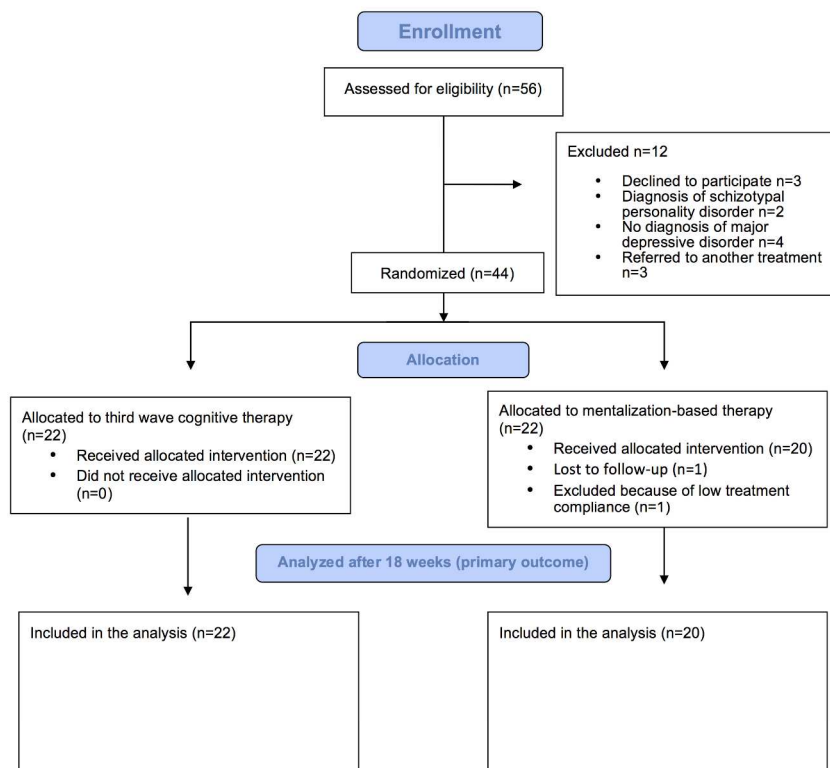 Enrollment
Assessed for eligibility (n=56)
Excluded n=12
• Declined to participate n=3
• Diagnosis of schizotypal
personality disorder n=2
• No diagnosis of major
depressive disorder n=4
• Referred to another treatment
n=3
Randomized (n=44)
Allocation
Allocated to third wave cognitive therapy
(n=22)
• Received allocated intervention (n=22)
• Did not receive allocated intervention
(n=0)
Allocated to mentalization-based therapy
(n=22)
• Received allocated intervention (n=20)
• Lost to follow-up (n=1)
• Excluded because of low treatment
compliance (n=1)
Analyzed after 18 weeks (primary outcome)
Included in the analysis (n=22)
Included in the analysis (n=20)